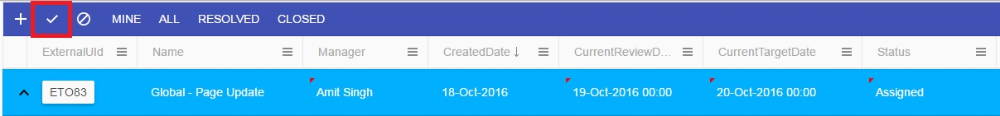 MINE ALL RESOLVED CLOSED
ExternalUId Name Manager CreatedDate CurrentReviewD... CurrentTargetDate Status
ETO83 Global - Page Update Amit Singh 18-Oct-2016 19-Oct-2016 00:00 20-Oct-2016 00:00 Assigned